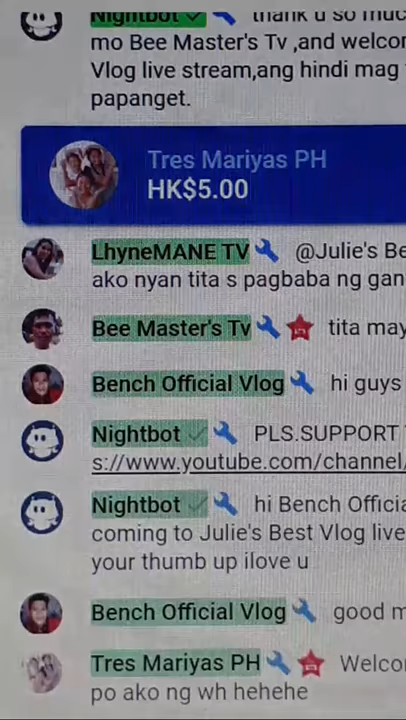 Nightbot thank u so muc
mo Bee Master's Tv ,and welcor
Vlog live stream,ang hindi mag
papanget.
Tres Mariyas PH
HK$5.00
LhyneMANE TV @Julie's Be
ako nyan tita s pagbaba ng gan
Bee Master's Tv tita may
Bench Official Vlog hi guys
Nightbot PLS.SUPPORT
s://www.youtube.com/channel/
Nightbot hi Bench Officia
coming to Julie's Best Vlog live
your thumb up ilove u
Bench Official Vlog good m
Tres Mariyas PH Welcor
po ako ng wh hehehe